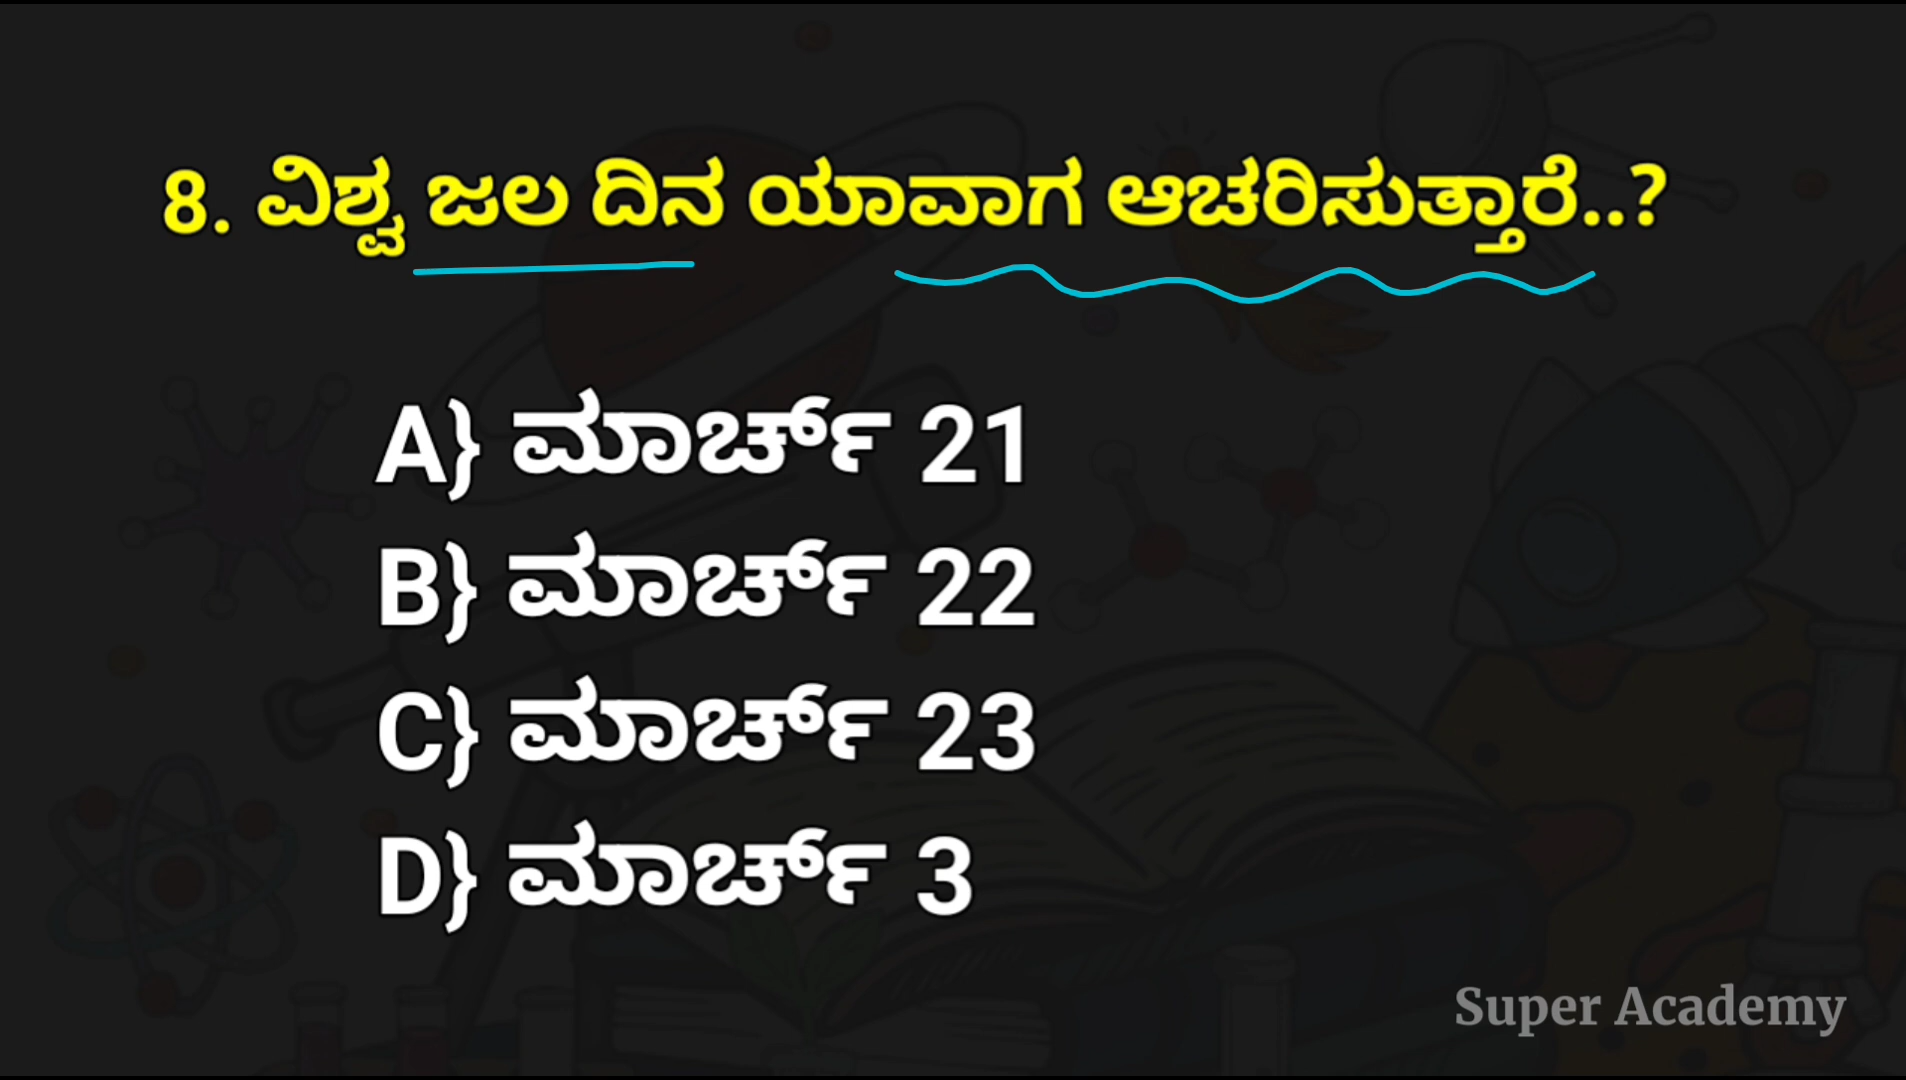 8. ವಿಶ್ವ ಜಲ ದಿನ ಯಾವಾಗ ಆಚರಿಸುತ್ತಾರೆ..?
A} ಮಾರ್ಚ್ 21
B} ಮಾರ್ಚ್ 22
C} ಮಾರ್ಚ್ 23
D} ಮಾರ್ಚ್ 3
Super Academy